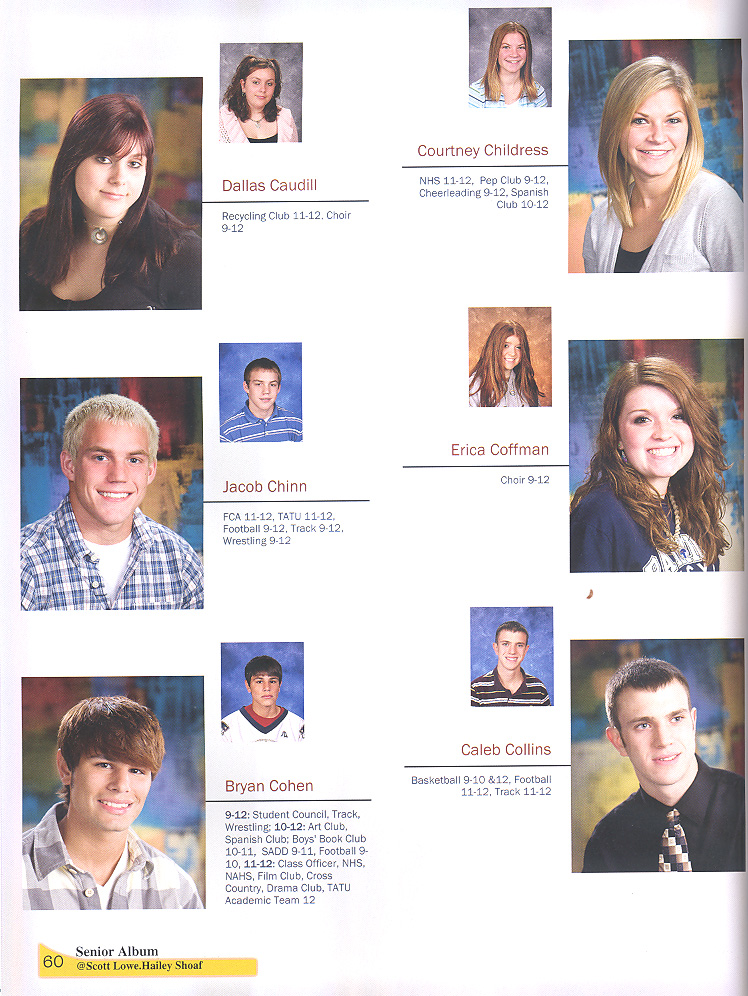 Dallas Caudill
Recycling Club 11-12, Choir
9-12
Courtney Childress
NHS 11-12, Pep Club 9-12,
Cheerleading 9-12, Spanish
Club 10-12
Jacob Chinn
FCA 11-12, TATU 11-12,
Football 9-12, Track 9-12,
Wrestling 9-12
Erica Coffman
Choir 9-12
Bryan Cohen
9-12: Student Council, Track,
Wrestling; 10-12: Art Club,
Spanish Club; Boys' Book Club
10-11, SADD 9-11, Football 9-
10, 11-12: Class Officer, NHS,
NAHS, Film Club, Cross
Country, Drama Club, TATU
Academic Team 12
Caleb Collins
Basketball 9-10 &12, Football
11-12, Track 11-12
60 Senior Album
@Scott Lowe.Hailey Shoaf